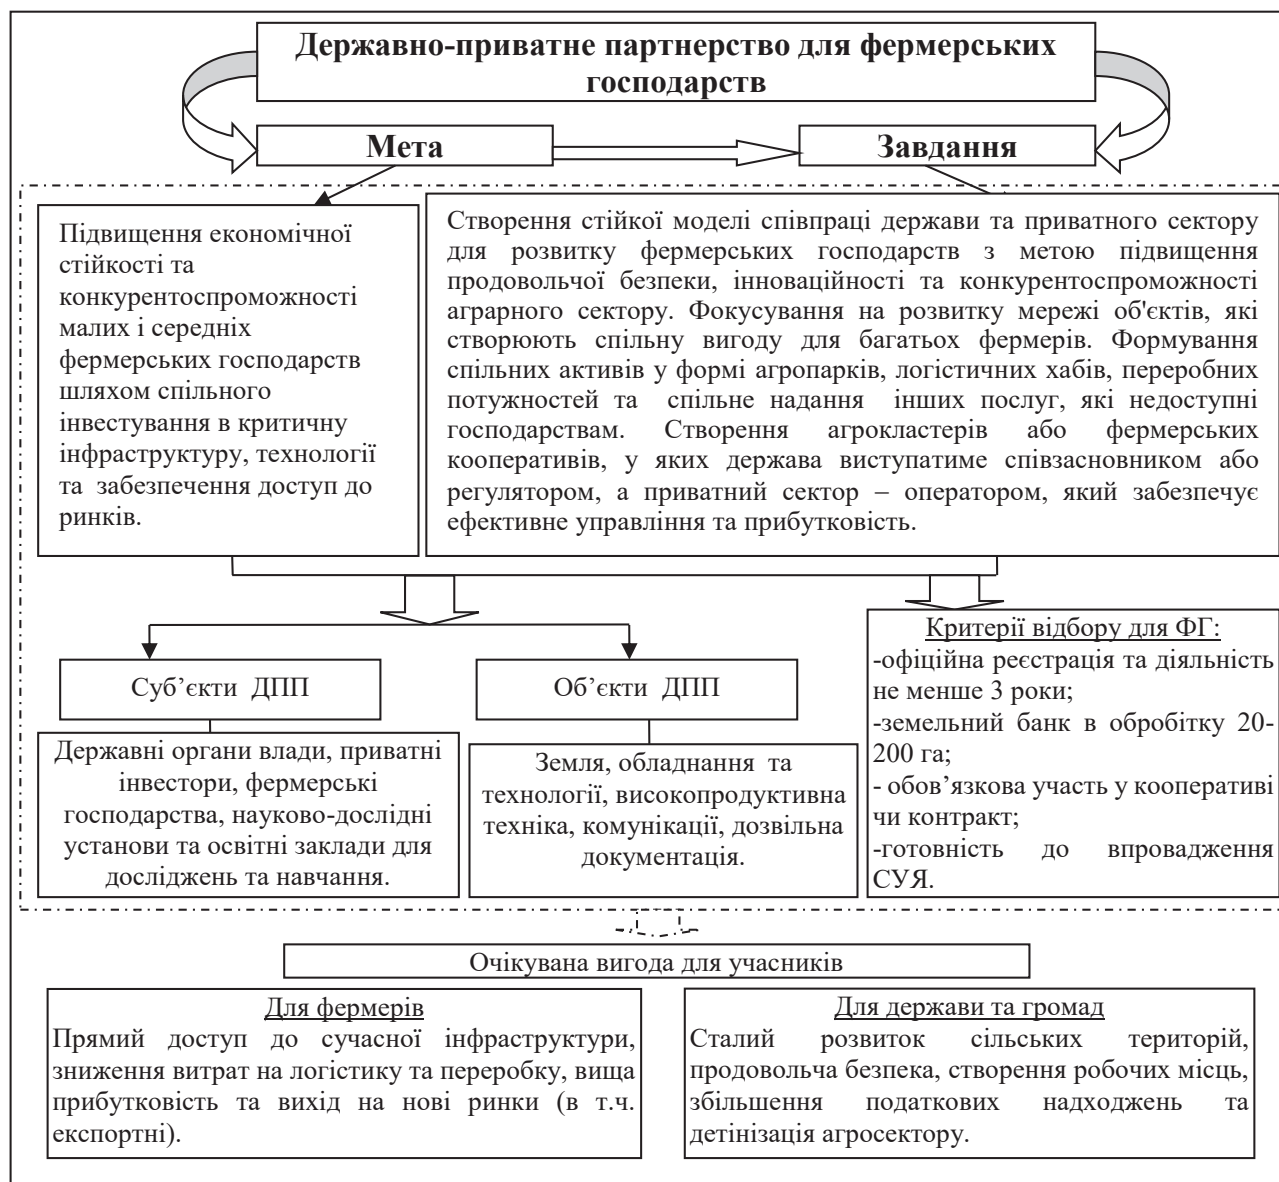 Державно-приватне партнерство для фермерських
господарств
Мета
Завдання
Підвищення економічної
стійкості та
конкурентоспроможності
малих і середніх
фермерських господарств
шляхом спільного
інвестування в критичну
інфраструктуру, технології
та забезпечення доступ до
ринків.
Створення стійкої моделі співпраці держави та приватного сектору
для розвитку фермерських господарств з метою підвищення
продовольчої безпеки, інноваційності та конкурентоспроможності
аграрного сектору. Фокусування на розвитку мережі об'єктів, які
створюють спільну вигоду для багатьох фермерів. Формування
спільних активів у формі агропарків, логістичних хабів, переробних
потужностей та спільне надання інших послуг, які недоступні
господарствам. Створення агрокластерів або фермерських
кооперативів, у яких держава виступатиме співзасновником або
регулятором, а приватний сектор – оператором, який забезпечує
ефективне управління та прибутковість.
Суб’єкти ДПП
Державні органи влади, приватні
інвестори, фермерські
господарства, науково-дослідні
установи та освітні заклади для
досліджень та навчання.
Об’єкти ДПП
Земля, обладнання та
технології, високопродуктивна
техніка, комунікації, дозвільна
документація.
Критерії відбору для ФГ:
-офіційна реєстрація та діяльність
не менше 3 роки;
-земельний банк в обробітку 20-
200 га;
- обов’язкова участь у кооперативі
чи контракт;
-готовність до впровадження
СУЯ.
Очікувана вигода для учасників
Для фермерів
Прямий доступ до сучасної інфраструктури,
зниження витрат на логістику та переробку, вища
прибутковість та вихід на нові ринки (в т.ч.
експортні).
Для держави та громад
Сталий розвиток сільських територій,
продовольча безпека, створення робочих місць,
збільшення податкових надходжень та
детінізація агросектору.